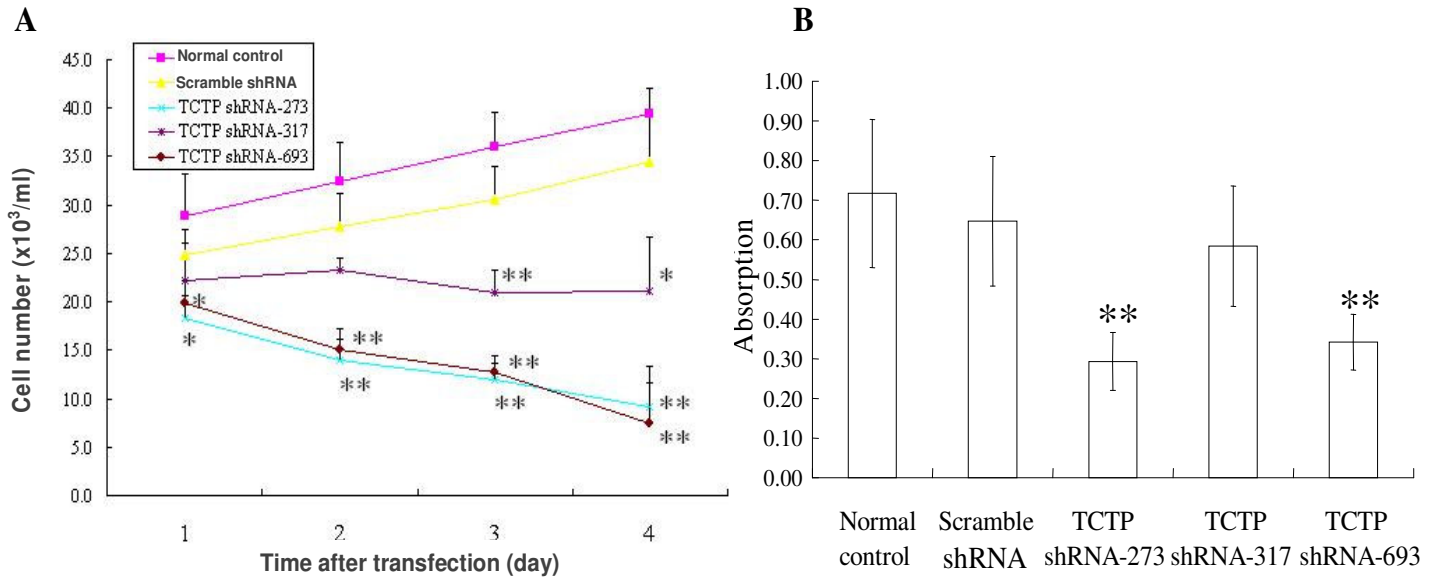 A
Normal control
Scramble shRNA
TCTP shRNA-273
TCTP shRNA-317
TCTP shRNA-693
45.0
40.0
35.0
30.0
25.0
20.0
15.0
10.0
5.0
0.0
Cell number (x10³/ml)
*
*
**
**
**
**
**
*
**
**
1 2 3 4
Time after transfection (day)
B
1.00
0.90
0.80
0.70
0.60
0.50
0.40
0.30
0.20
0.10
0.00
Absorption
**
**
Normal control
Scramble shRNA
TCTP shRNA-273
TCTP shRNA-317
TCTP shRNA-693